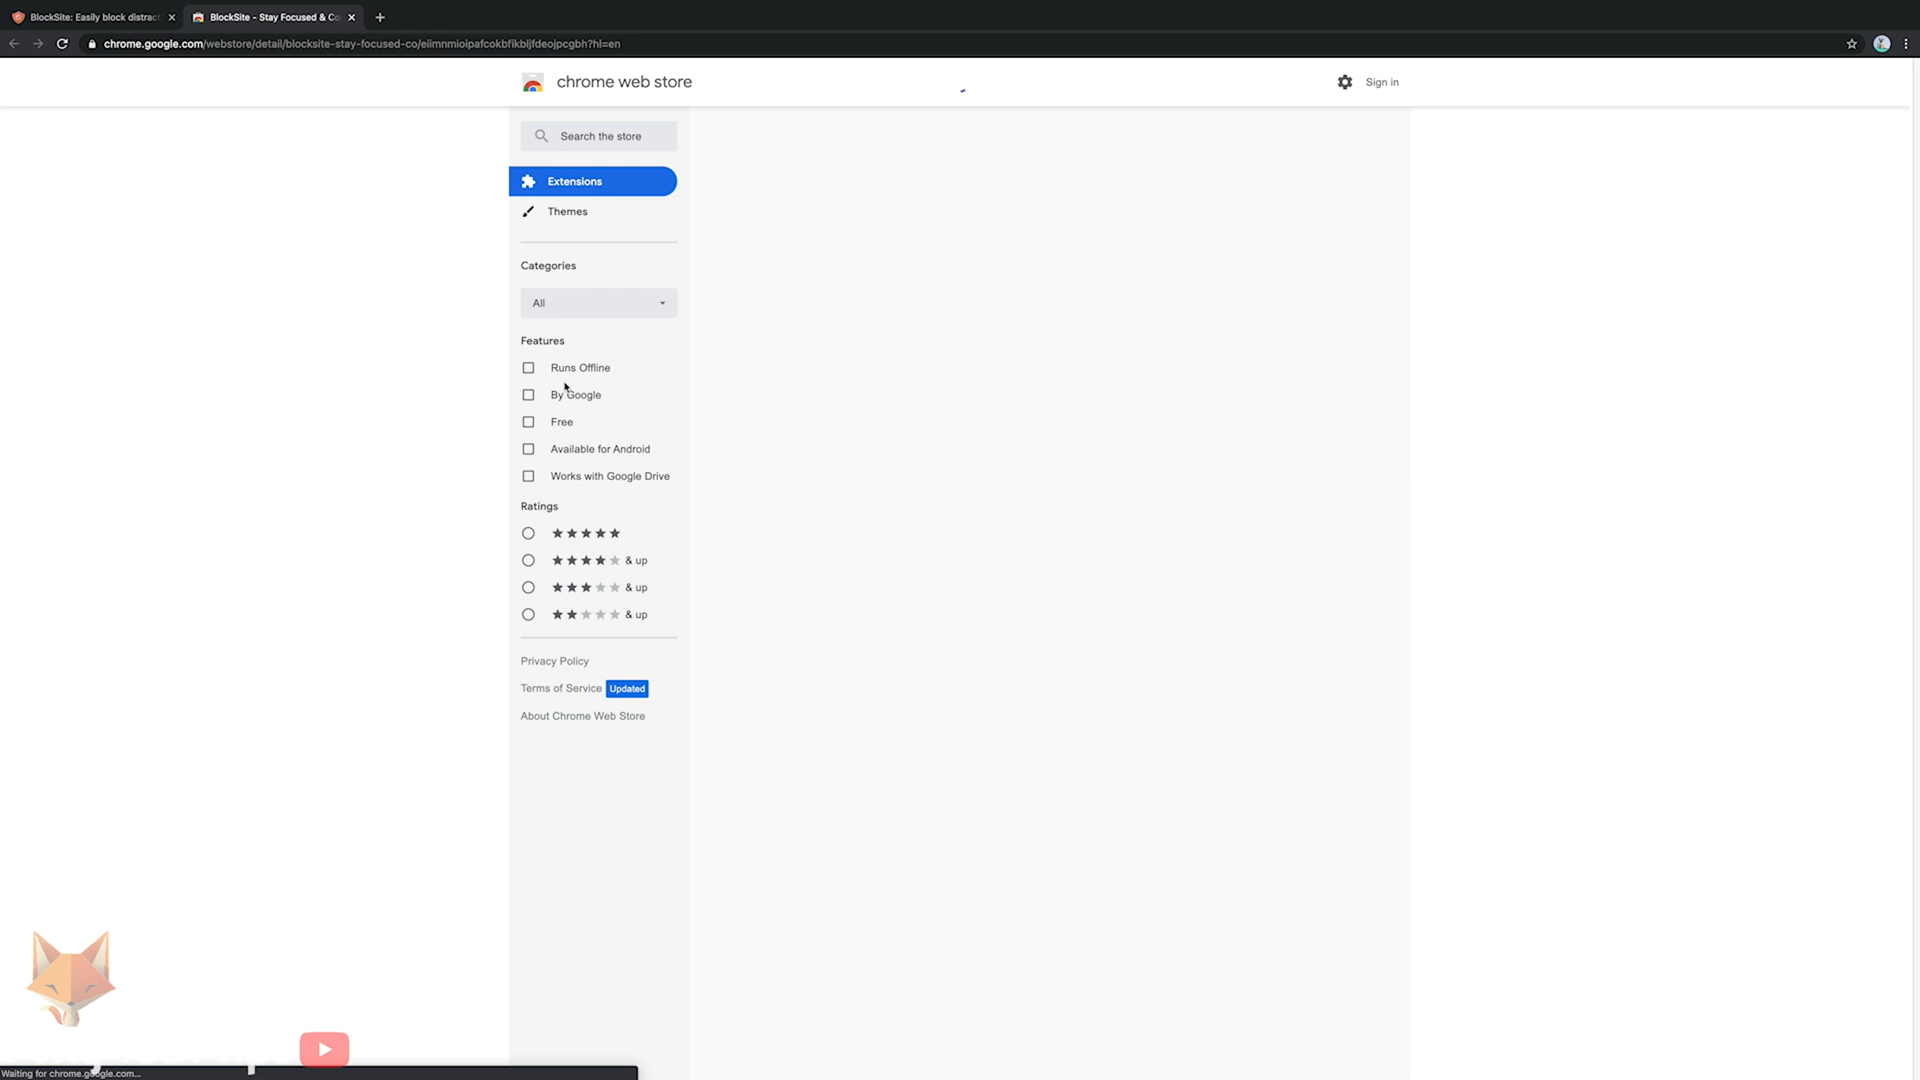 BlockSite: Easily block distrac
BlockSite - Stay Focused & Co
chrome.google.com/webstore/detail/blocksite-stay-focused-co/eiimnmioipafcokbfikbljfdeojpcgbh?hl=en
chrome web store
Sign in
Search the store
Extensions
Themes
Categories
All
Features
Runs Offline
By Google
Free
Available for Android
Works with Google Drive
Ratings
& up
& up
& up
Privacy Policy
Terms of Service Updated
About Chrome Web Store
Waiting for chrome.google.com...